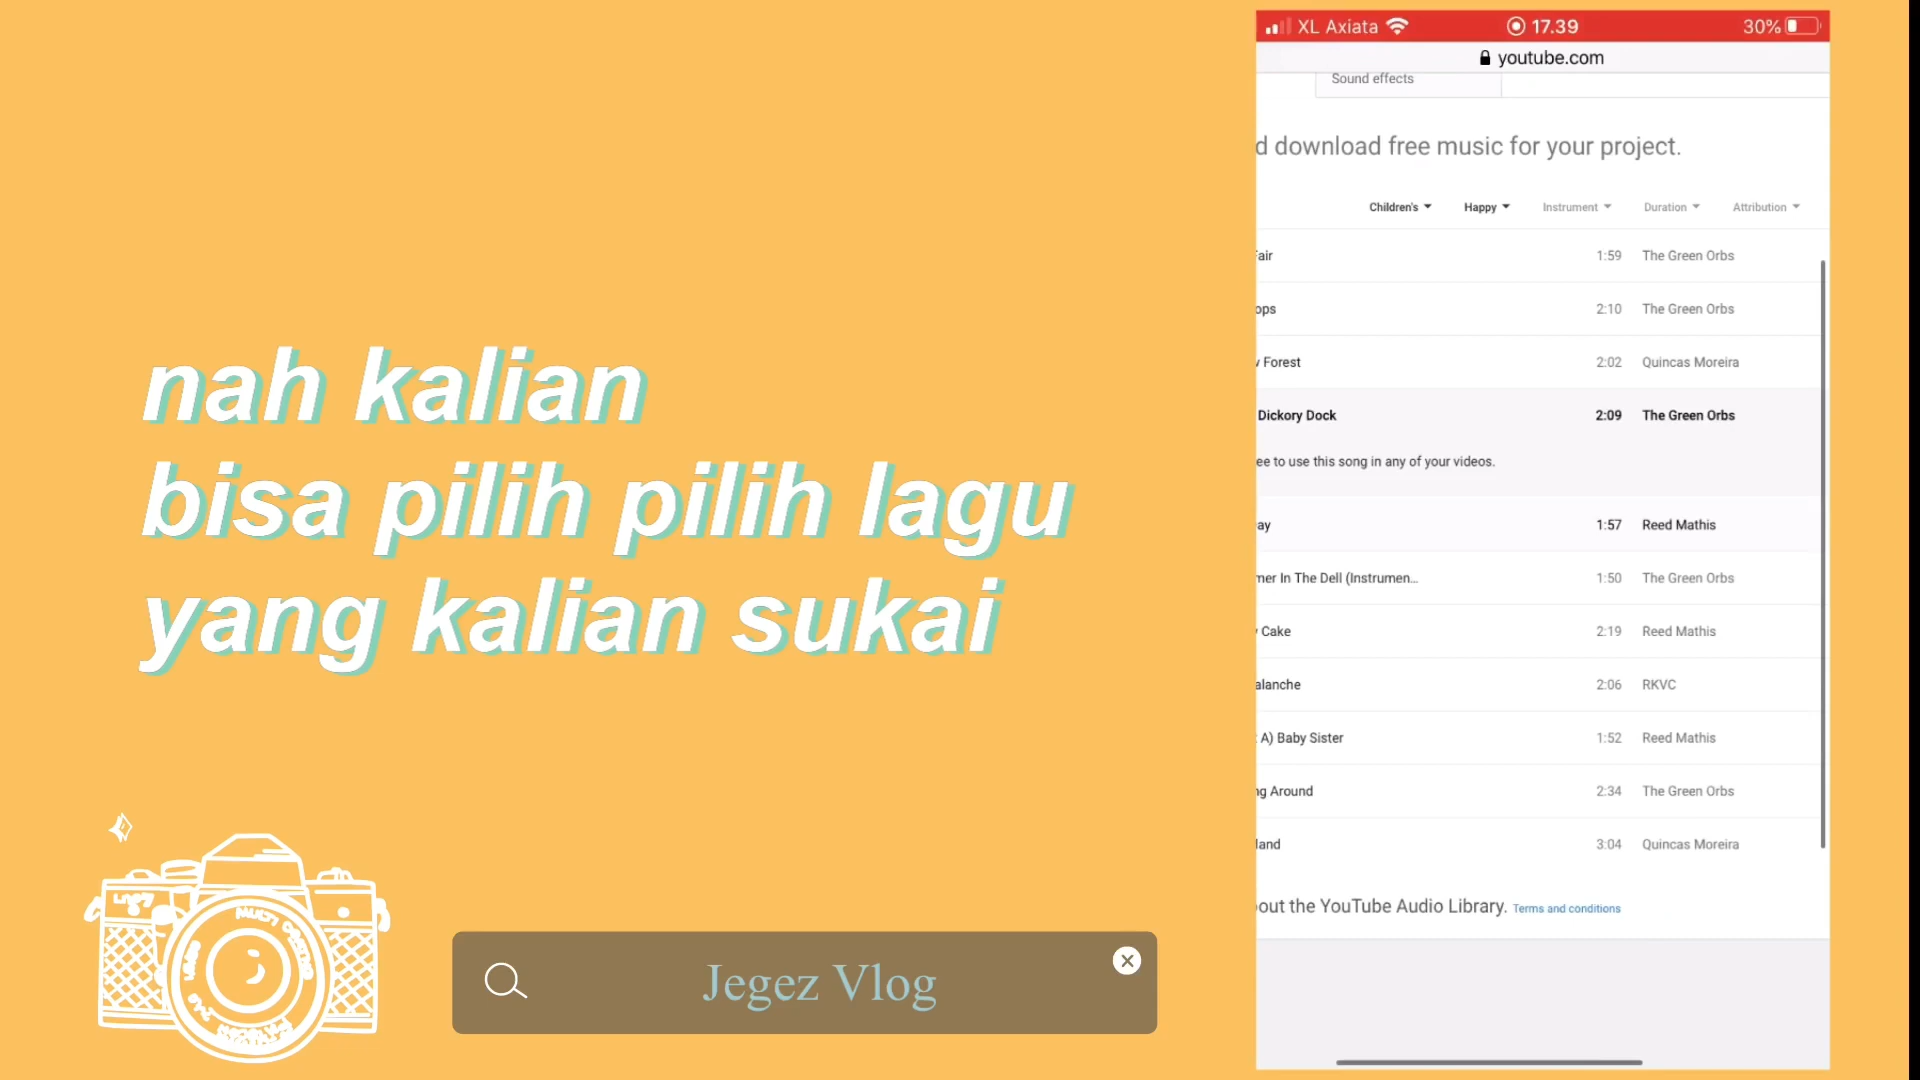 nah kalian
bisa pilih pilih lagu
yang kalian sukai
Jegez Vlog
XL Axiata 17.39 30%
youtube.com
Sound effects
d download free music for your project.
Children's Happy Instrument Duration Attribution
air 1:59 The Green Orbs
ops 2:10 The Green Orbs
Forest 2:02 Quincas Moreira
Dickory Dock 2:09 The Green Orbs
ee to use this song in any of your videos.
ay 1:57 Reed Mathis
mer In The Dell (Instrumen... 1:50 The Green Orbs
Cake 2:19 Reed Mathis
alanche 2:06 RKVC
A) Baby Sister 1:52 Reed Mathis
ng Around 2:34 The Green Orbs
land 3:04 Quincas Moreira
out the YouTube Audio Library. Terms and conditions